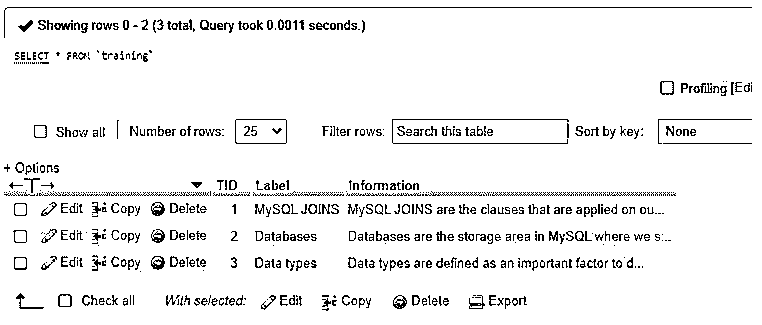 Showing rows 0 - 2 (3 total, Query took 0.0011 seconds.)
SELECT * FROM `training`
Profiling [Edi
Show all Number of rows: 25 Filter rows: Search this table Sort by key: None
+ Options
←T→ ▼ TID Label Information
Edit Copy Delete 1 MySQL JOINS MySQL JOINS are the clauses that are applied on ou...
Edit Copy Delete 2 Databases Databases are the storage area in MySQL where we s...
Edit Copy Delete 3 Data types Data types are defined as an important factor to d...
Check all With selected: Edit Copy Delete Export